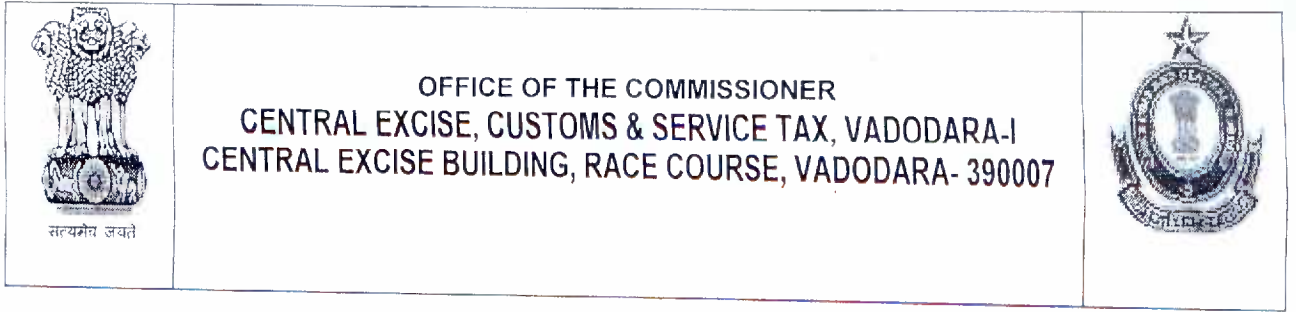 OFFICE OF THE COMMISSIONER
CENTRAL EXCISE, CUSTOMS & SERVICE TAX, VADODARA-I
CENTRAL EXCISE BUILDING, RACE COURSE, VADODARA- 390007
सत्यमेव जयते